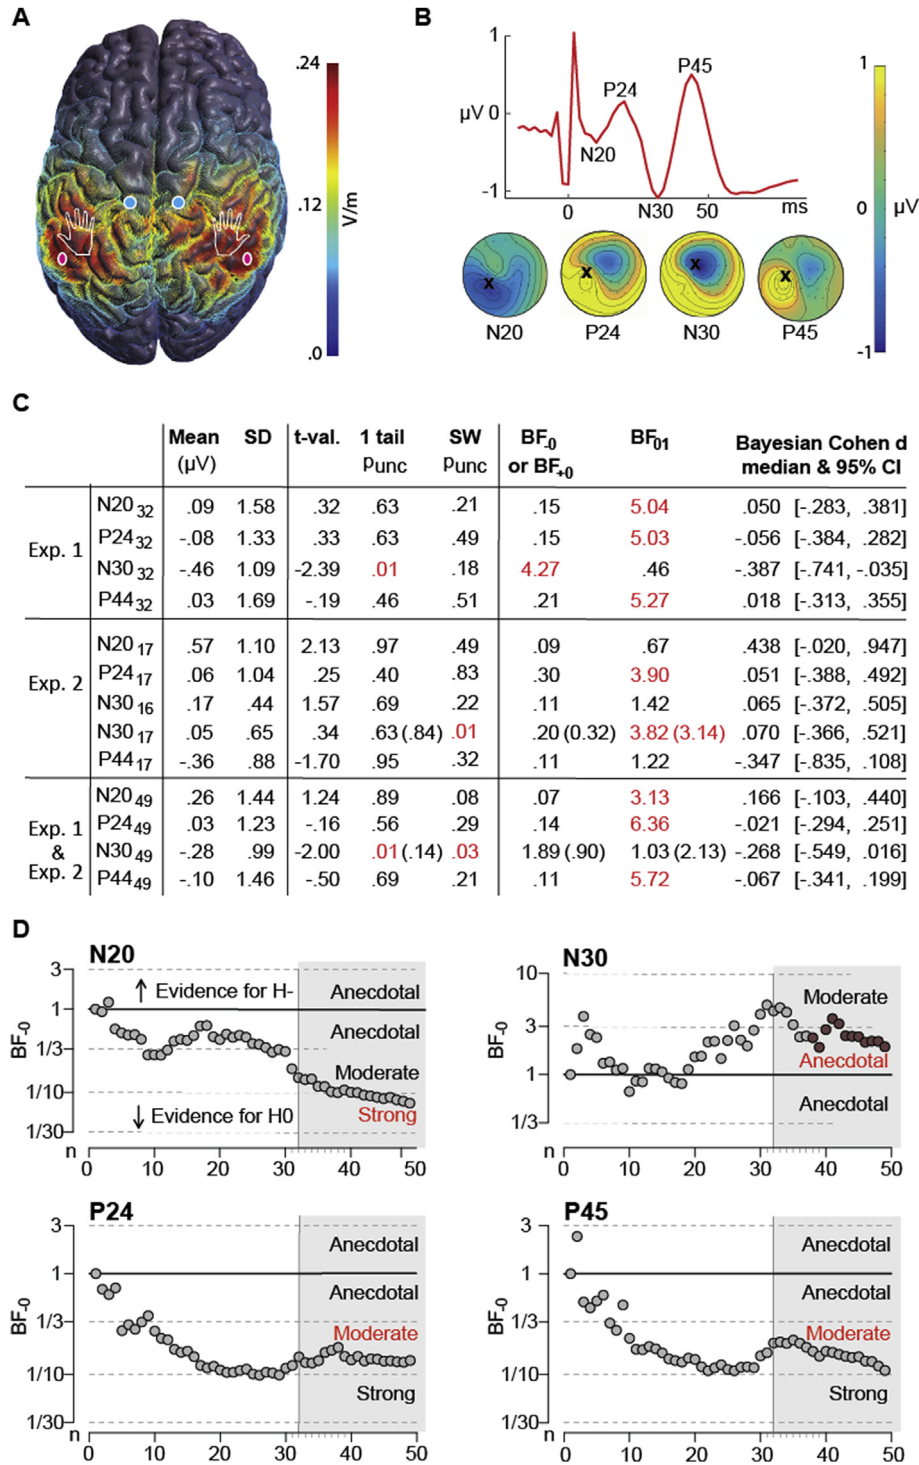 A
.24
.12
V/m
.0
B
1
µV 0
-1
P24
N20
N30
P45
0
50
ms
1
0
µV
-1
x
x
x
x
N20
P24
N30
P45
C
Mean SD t-val. 1 tail SW BF-0 BF01 Bayesian Cohen d
(µV) punc punc or BF+0 median & 95% CI
Exp. 1
N20 32 .09 1.58 .32 .63 .21 .15 5.04 .050 [-.283, .381]
P24 32 -.08 1.33 .33 .63 .49 .15 5.03 -.056 [-.384, .282]
N30 32 -.46 1.09 -2.39 .01 .18 4.27 .46 -.387 [-.741, -.035]
P44 32 .03 1.69 -.19 .46 .51 .21 5.27 .018 [-.313, .355]
Exp. 2
N20 17 .57 1.10 2.13 .97 .49 .09 .67 .438 [-.020, .947]
P24 17 .06 1.04 .25 .40 .83 .30 3.90 .051 [-.388, .492]
N30 16 .17 .44 1.57 .69 .22 .11 1.42 .065 [-.372, .505]
N30 17 .05 .65 .34 .63 (.84) .01 .20 (0.32) 3.82 (3.14) .070 [-.366, .521]
P44 17 -.36 .88 -1.70 .95 .32 .11 1.22 -.347 [-.835, .108]
Exp. 1
&
Exp. 2
N20 49 .26 1.44 1.24 .89 .08 .07 3.13 .166 [-.103, .440]
P24 49 .03 1.23 -.16 .56 .29 .14 6.36 -.021 [-.294, .251]
N30 49 -.28 .99 -2.00 .01 (.14) .03 1.89 (.90) 1.03 (2.13) -.268 [-.549, .016]
P44 49 -.10 1.46 -.50 .69 .21 .11 5.72 -.067 [-.341, .199]
D
N20
3
1
1/3
1/10
1/30
BF-0
Evidence for H-
Anecdotal
Anecdotal
Moderate
Evidence for H0
Strong
n 0 10 20 30 40 50
N30
10
3
1
1/3
BF-0
Moderate
Anecdotal
Anecdotal
n 0 10 20 30 40 50
P24
3
1
1/3
1/10
1/30
BF-0
Anecdotal
Anecdotal
Moderate
Strong
n 0 10 20 30 40 50
P45
3
1
1/3
1/10
1/30
BF-0
Anecdotal
Anecdotal
Moderate
Strong
n 0 10 20 30 40 50